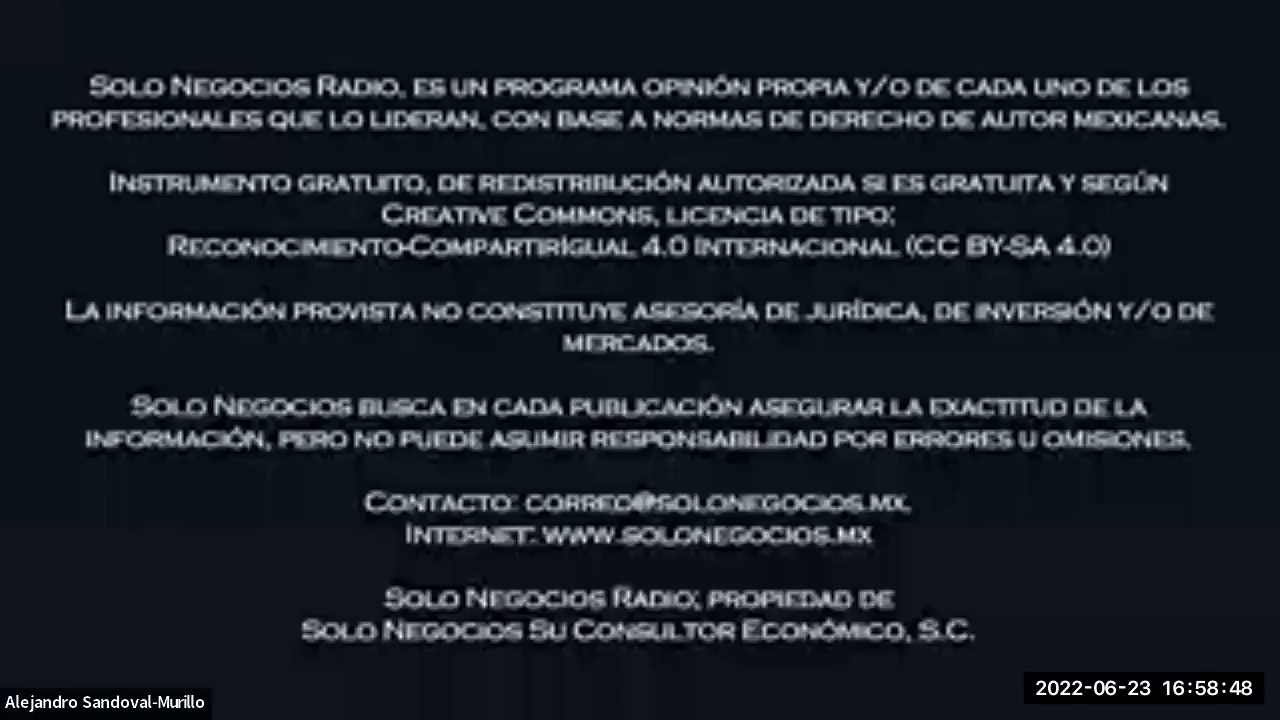 Solo Negocios Radio, es un programa opinión propia y/o de cada uno de los
profesionales que lo lideran, con base a normas de derecho de autor mexicanas.
Instrumento gratuito, de redistribución autorizada si es gratuita y según
Creative Commons, licencia de tipo:
Reconocimiento-CompartirIgual 4.0 Internacional (CC BY-SA 4.0)
La información provista no constituye asesoría de jurídica, de inversión y/o de
mercados.
Solo Negocios busca en cada publicación asegurar la exactitud de la
información, pero no puede asumir responsabilidad por errores u omisiones.
Contacto: correo@solonegocios.mx.
Internet: www.solonegocios.mx
Solo Negocios Radio; propiedad de
Solo Negocios Su Consultor Económico, S.C.
Alejandro Sandoval-Murillo
2022-06-23 16:58:48